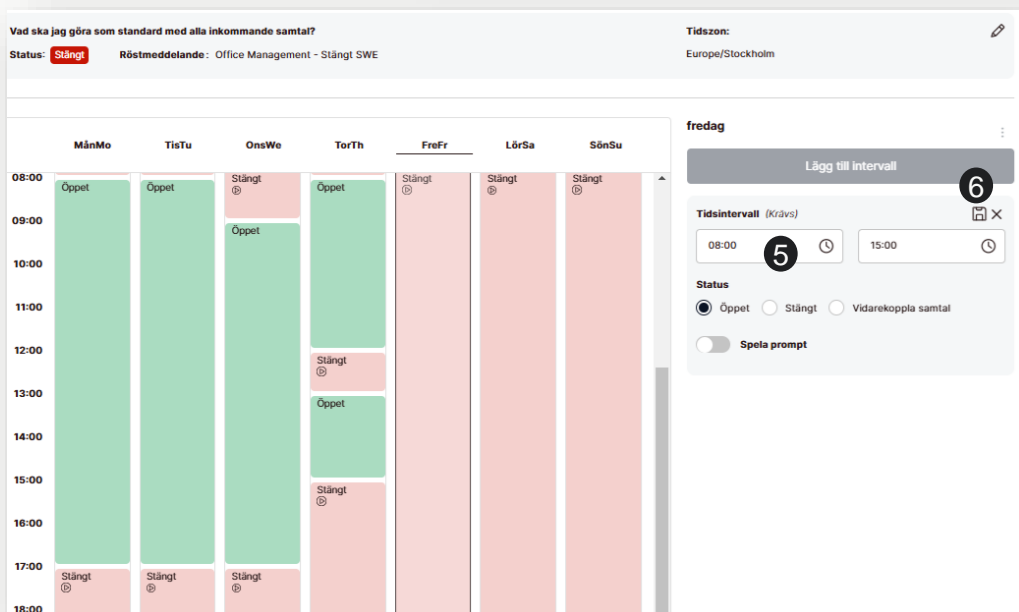 Vad ska jag göra som standard med alla inkommande samtal?
Tidszon:
Status: Stängt Röstmeddelande: Office Management - Stängt SWE
Europe/Stockholm
MånMo TisTu OnsWe TorTh FreFr LörSa SönSu
fredag
Lägg till intervall
6
Tidsintervall (Krävs)
08:00 5 15:00
Status
Öppet Stängt Vidarekoppla samtal
Spela prompt
08:00 Öppet Öppet Stängt Öppet Stängt Stängt Stängt
09:00 Öppet
10:00
11:00
12:00 Stängt
13:00 Öppet
14:00
15:00 Stängt
16:00
17:00 Stängt Stängt Stängt
18:00